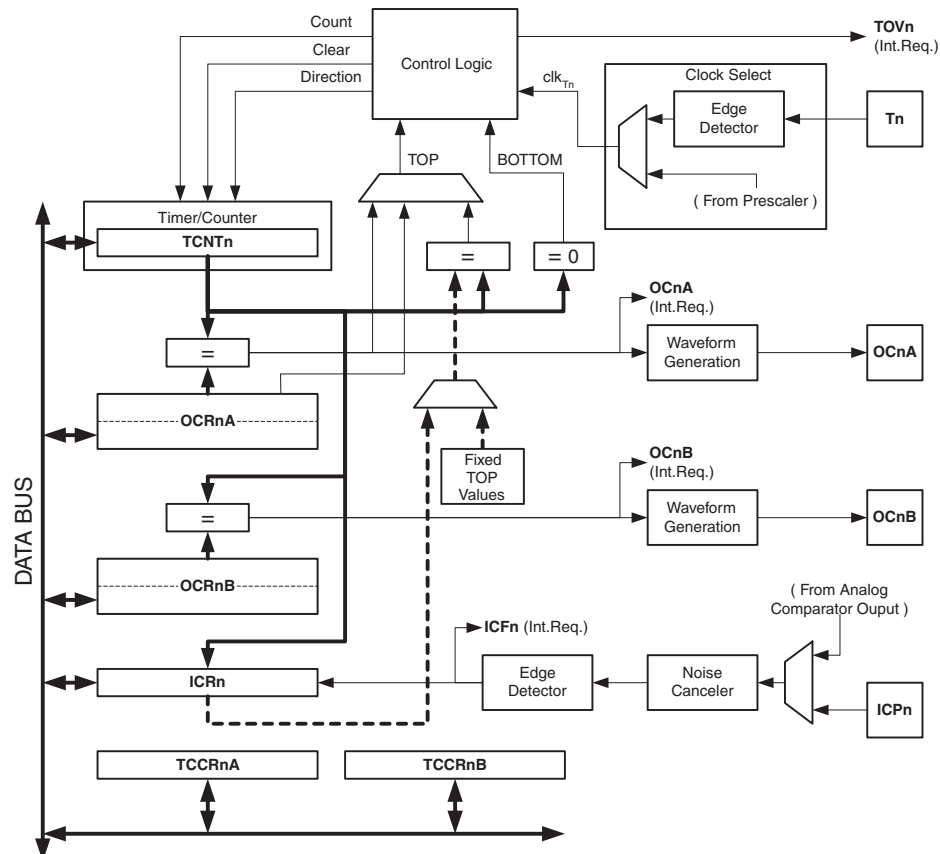 Count
Clear
Direction
Control Logic
TOVn
(Int.Req.)
clkTn
Clock Select
Edge
Detector
Tn
( From Prescaler )
TOP
BOTTOM
Timer/Counter
TCNTn
=
= 0
OCnA
(Int.Req.)
=
Waveform
Generation
OCnA
OCRnA
Fixed
TOP
Values
OCnB
(Int.Req.)
=
Waveform
Generation
OCnB
DATA BUS
OCRnB
( From Analog
Comparator Ouput )
ICFn (Int.Req.)
ICRn
Edge
Detector
Noise
Canceler
ICPn
TCCRnA
TCCRnB